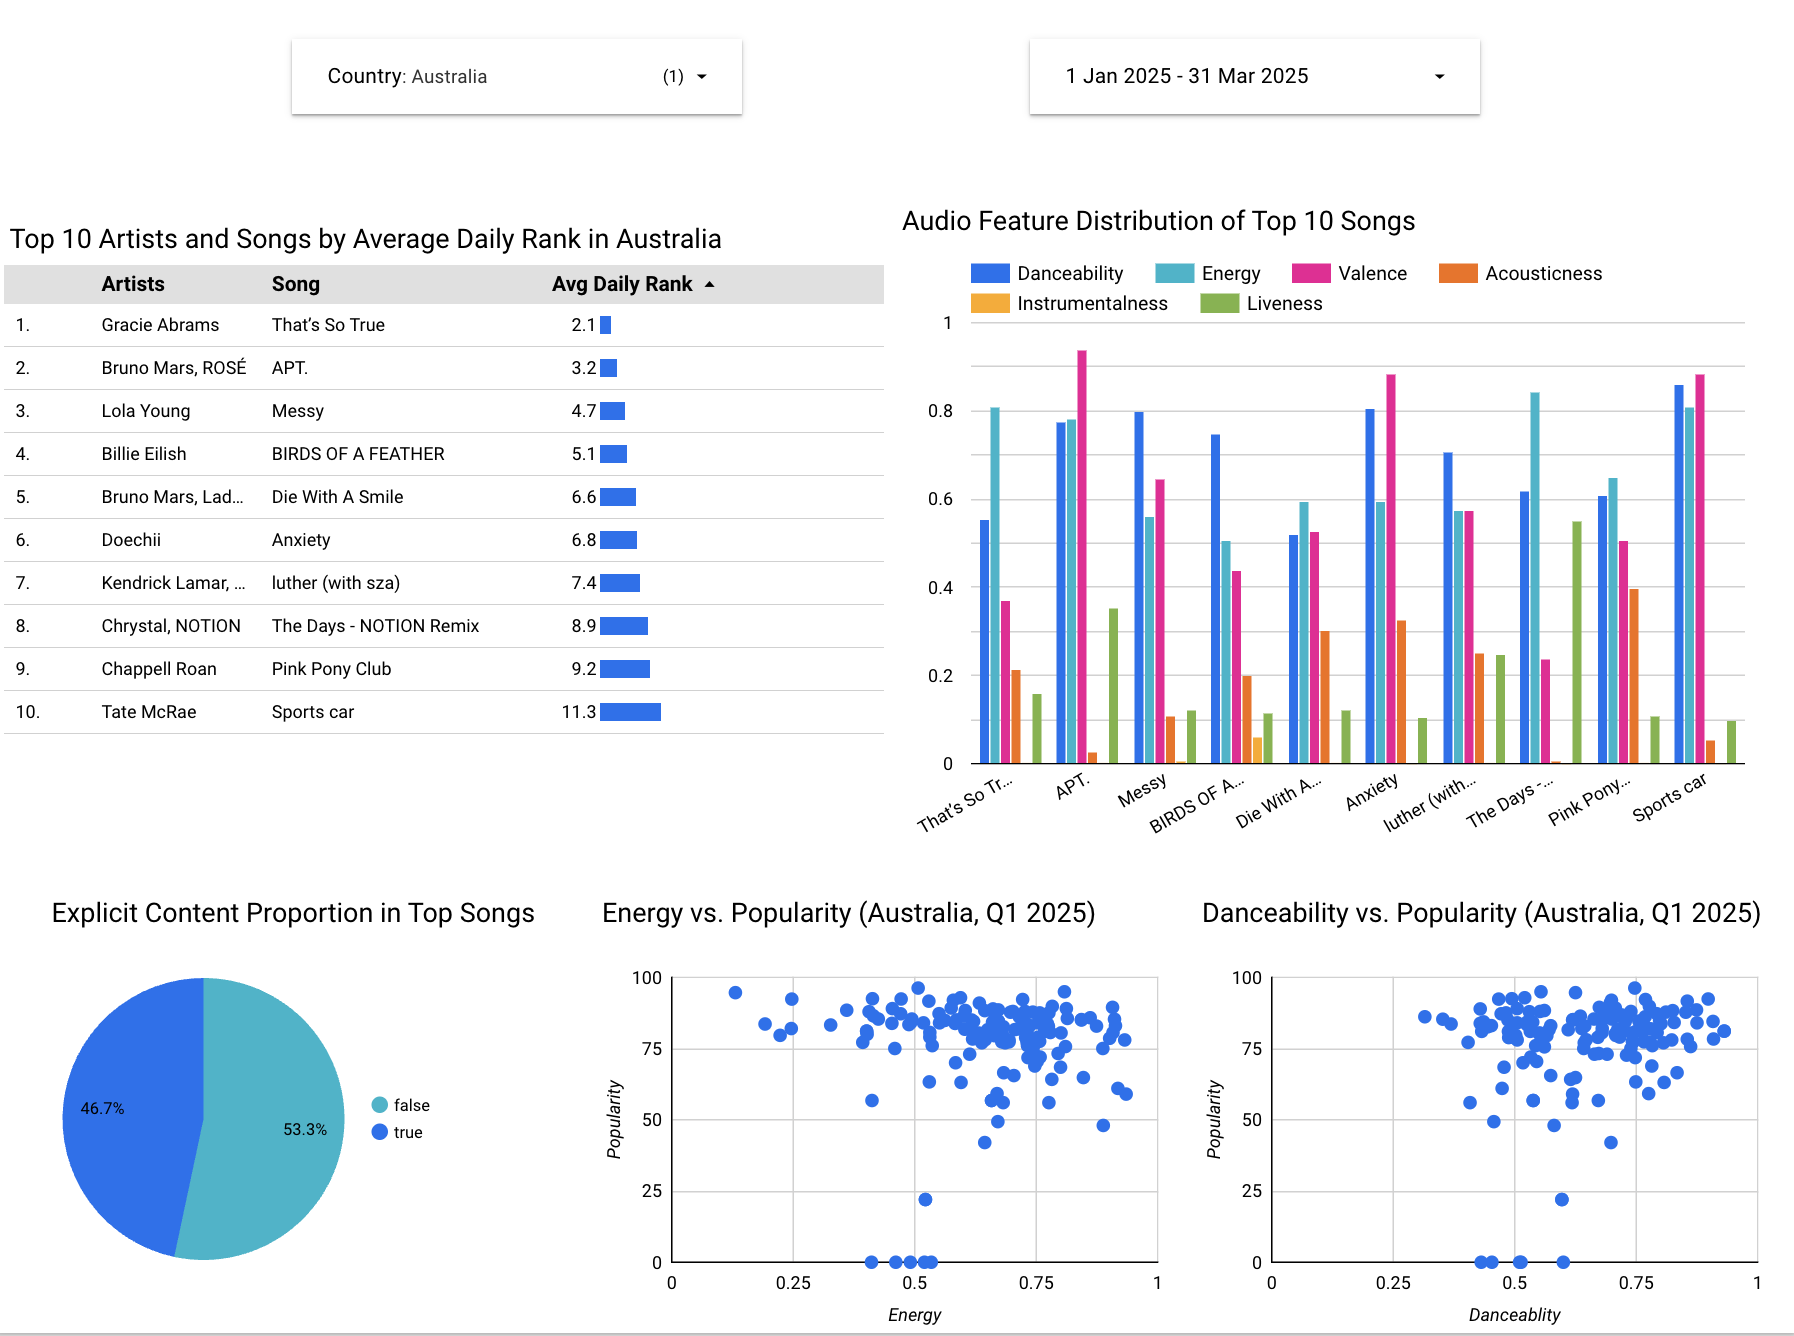 Country: Australia (1)
1 Jan 2025 - 31 Mar 2025
Top 10 Artists and Songs by Average Daily Rank in Australia
Artists Song Avg Daily Rank
1. Gracie Abrams That’s So True 2.1
2. Bruno Mars, ROSÉ APT. 3.2
3. Lola Young Messy 4.7
4. Billie Eilish BIRDS OF A FEATHER 5.1
5. Bruno Mars, Lad... Die With A Smile 6.6
6. Doechii Anxiety 6.8
7. Kendrick Lamar, ... luther (with sza) 7.4
8. Chrystal, NOTION The Days - NOTION Remix 8.9
9. Chappell Roan Pink Pony Club 9.2
10. Tate McRae Sports car 11.3
Audio Feature Distribution of Top 10 Songs
Danceability Energy Valence Acousticness
Instrumentalness Liveness
1
0.8
0.6
0.4
0.2
0
That's So Tr... APT. Messy BIRDS OF A... Die With A... Anxiety luther (with... The Days -... Pink Pony... Sports car
Explicit Content Proportion in Top Songs
46.7%
53.3%
false
true
Energy vs. Popularity (Australia, Q1 2025)
Popularity
100
75
50
25
0
0 0.25 0.5 0.75 1
Energy
Danceability vs. Popularity (Australia, Q1 2025)
Popularity
100
75
50
25
0
0 0.25 0.5 0.75 1
Danceablity